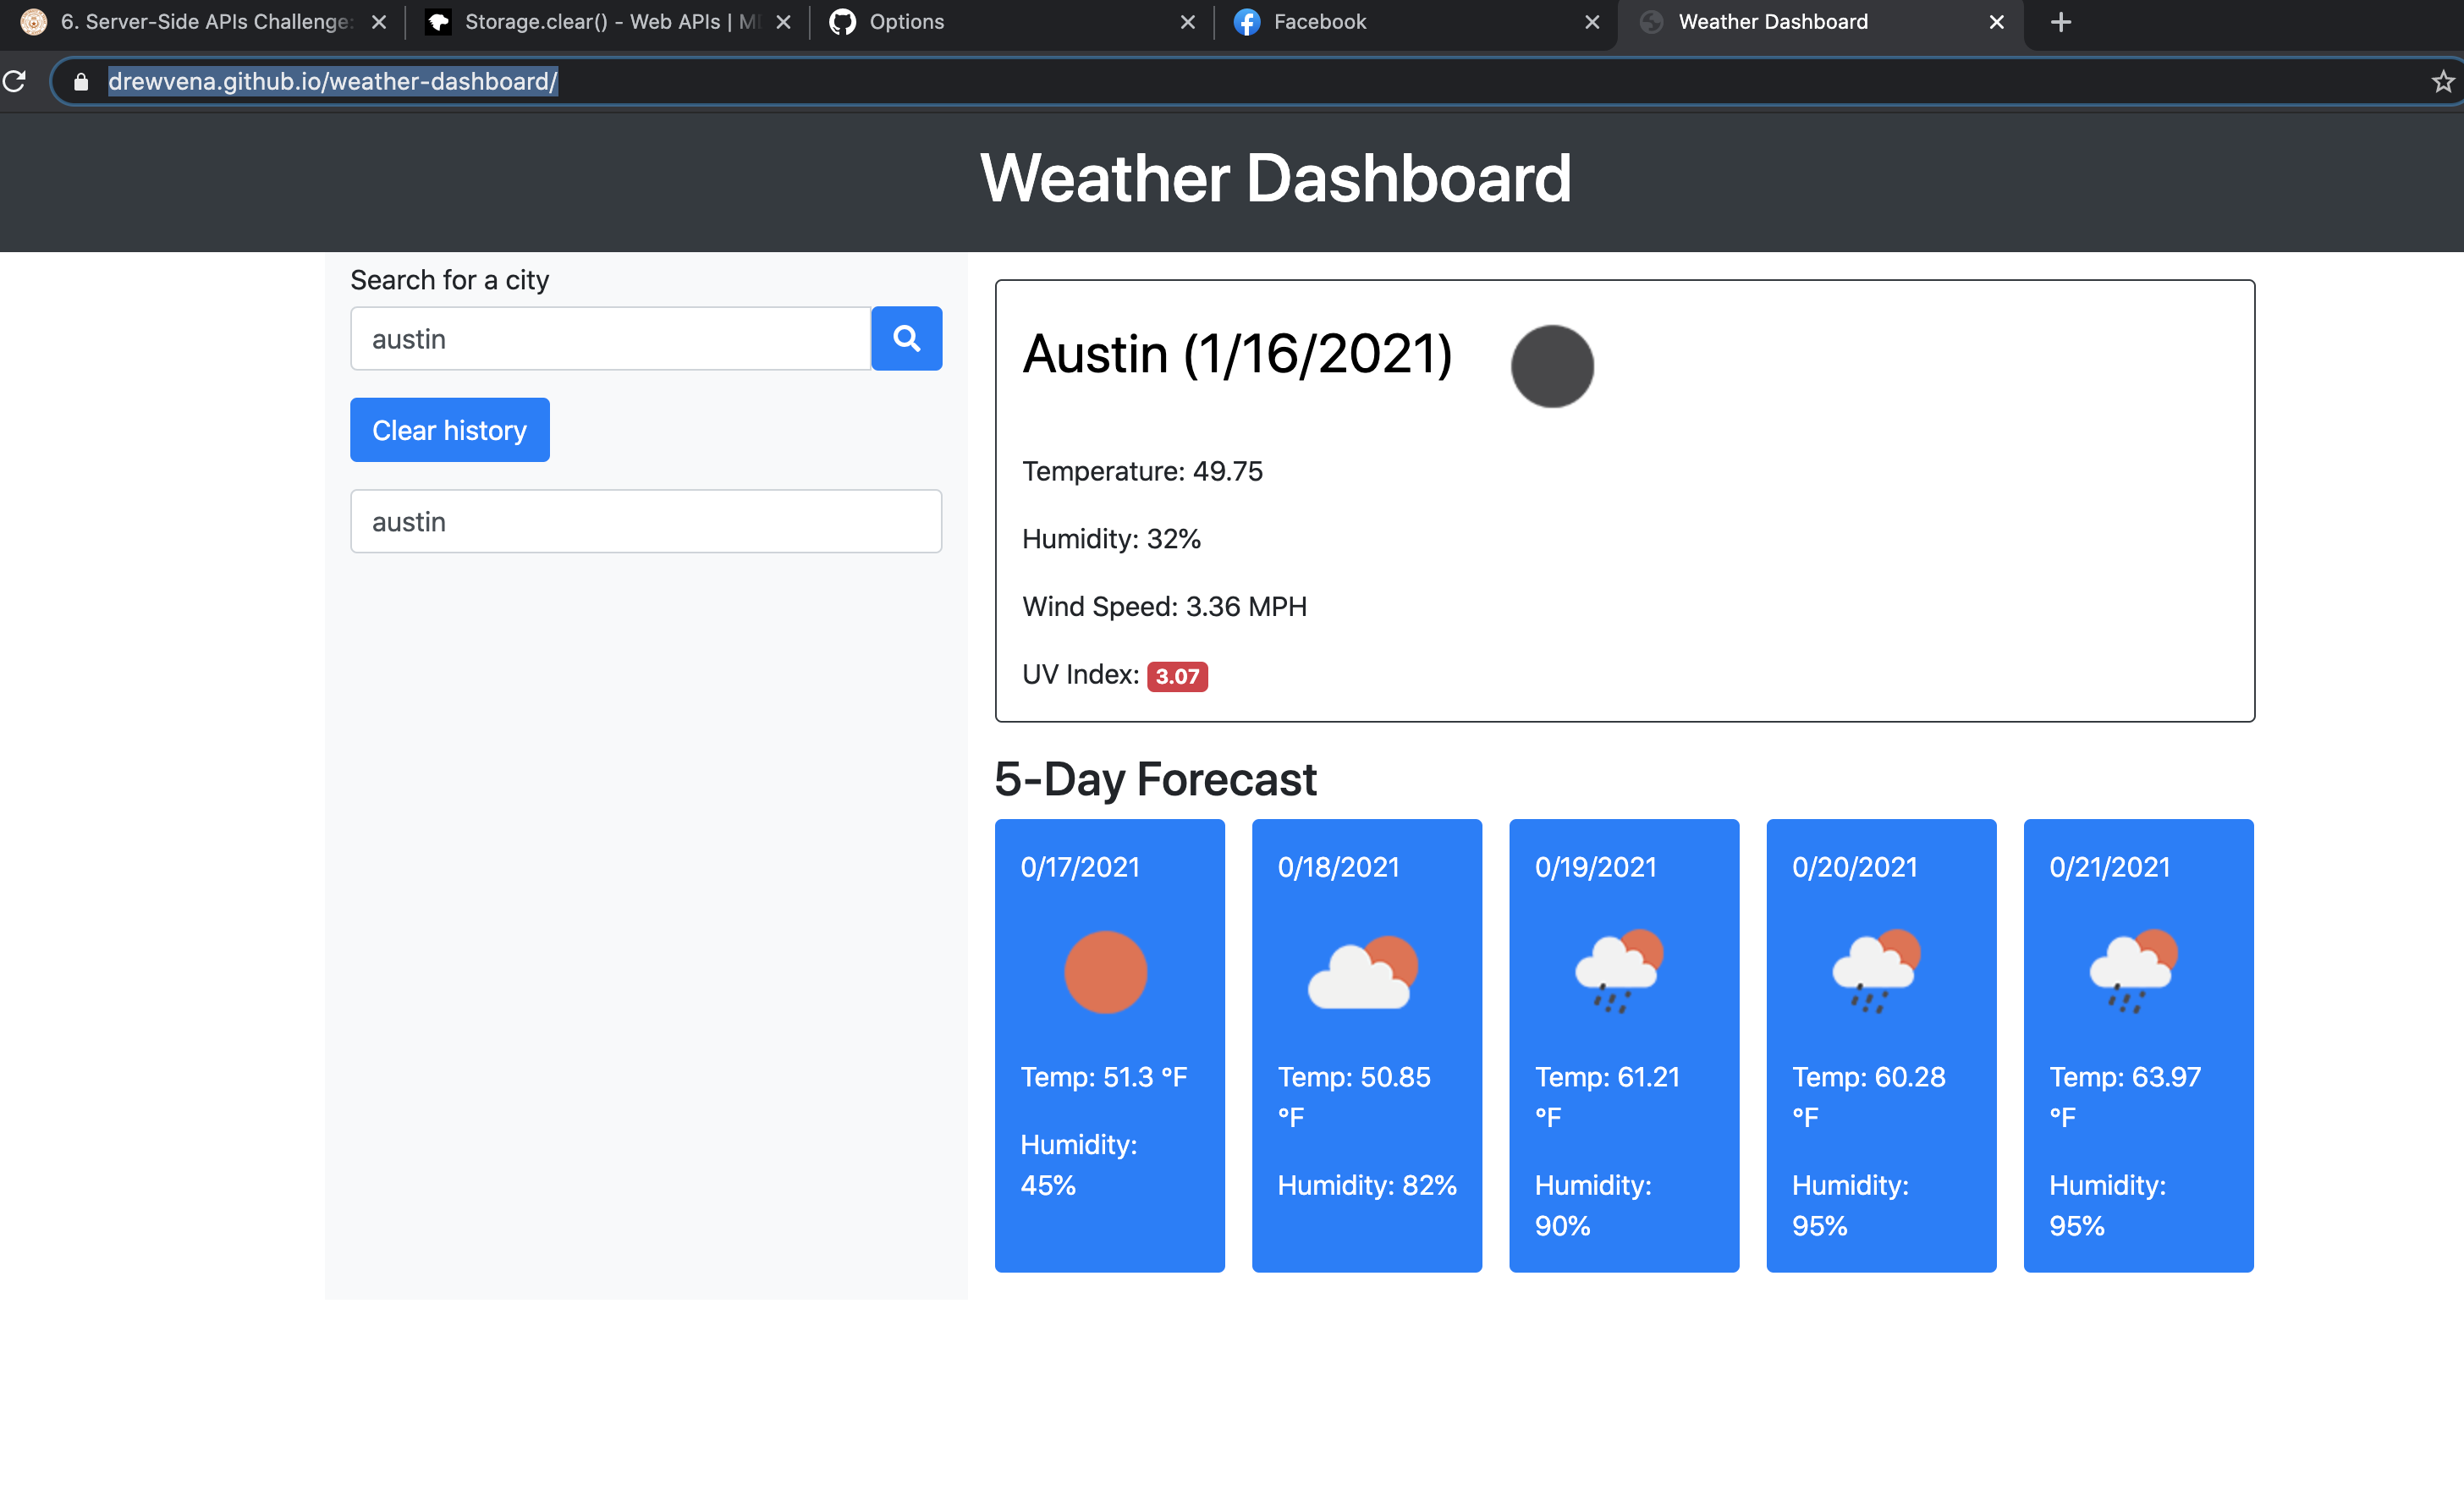 6. Server-Side APIs Challenge:
Storage.clear() - Web APIs |
Options
Facebook
Weather Dashboard
drewvena.github.io/weather-dashboard/
Weather Dashboard
Search for a city
austin
Clear history
austin
Austin (1/16/2021)
Temperature: 49.75
Humidity: 32%
Wind Speed: 3.36 MPH
UV Index: 3.07
5-Day Forecast
0/17/2021
Temp: 51.3 °F
Humidity:
45%
0/18/2021
Temp: 50.85
°F
Humidity: 82%
0/19/2021
Temp: 61.21
°F
Humidity:
90%
0/20/2021
Temp: 60.28
°F
Humidity:
95%
0/21/2021
Temp: 63.97
°F
Humidity:
95%